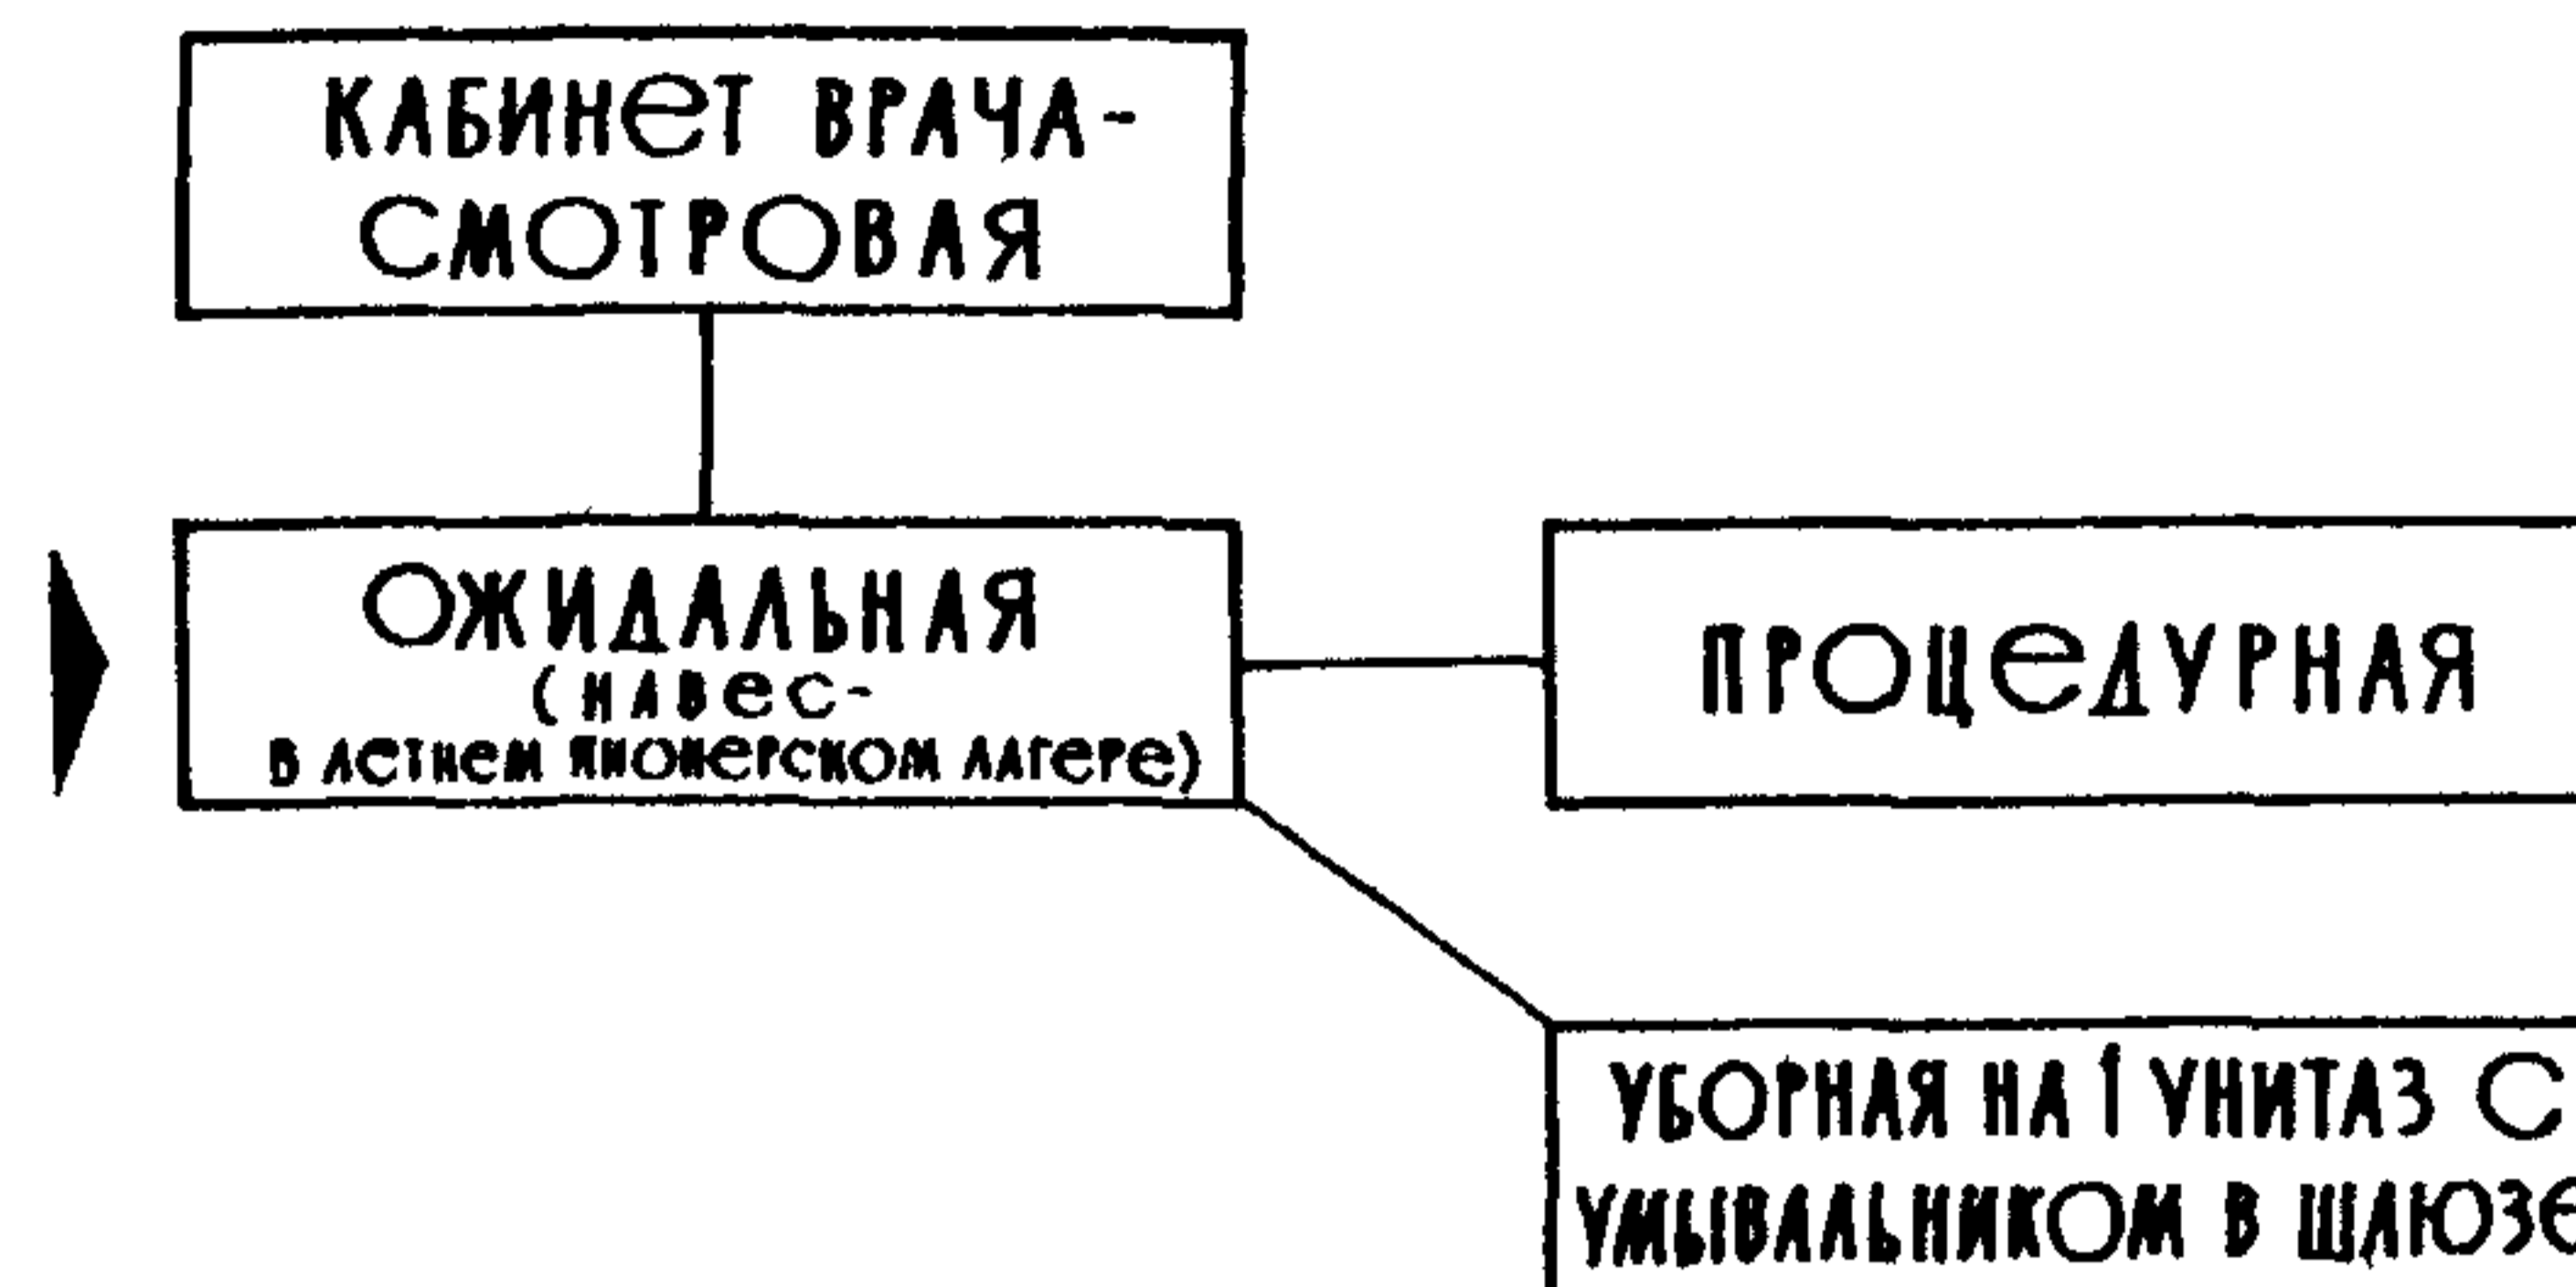 КАБИНЕТ ВРАЧА-
СМОТРОВАЯ
ОЖИДАЛЬНАЯ
(НАВЕС-
В ЛЕТНЕМ ПИОНЕРСКОМ ЛАГЕРЕ)
ПРОЦЕДУРНАЯ
УБОРНАЯ НА 1 УНИТАЗ С
УМЫВАЛЬНИКОМ В ШЛЮЗЕ